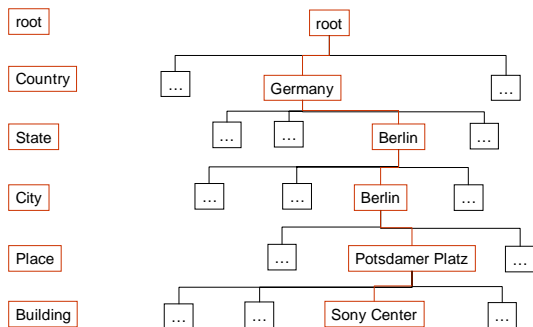 root root
Country … Germany …
State … … Berlin …
City … … Berlin …
Place … Potsdamer Platz …
Building … … Sony Center …